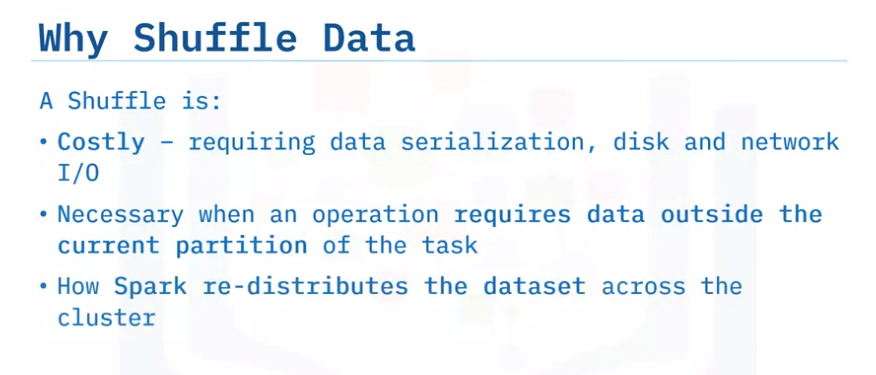 Why Shuffle Data
A Shuffle is:
• Costly – requiring data serialization, disk and network
I/O
• Necessary when an operation requires data outside the
current partition of the task
• How Spark re-distributes the dataset across the
cluster